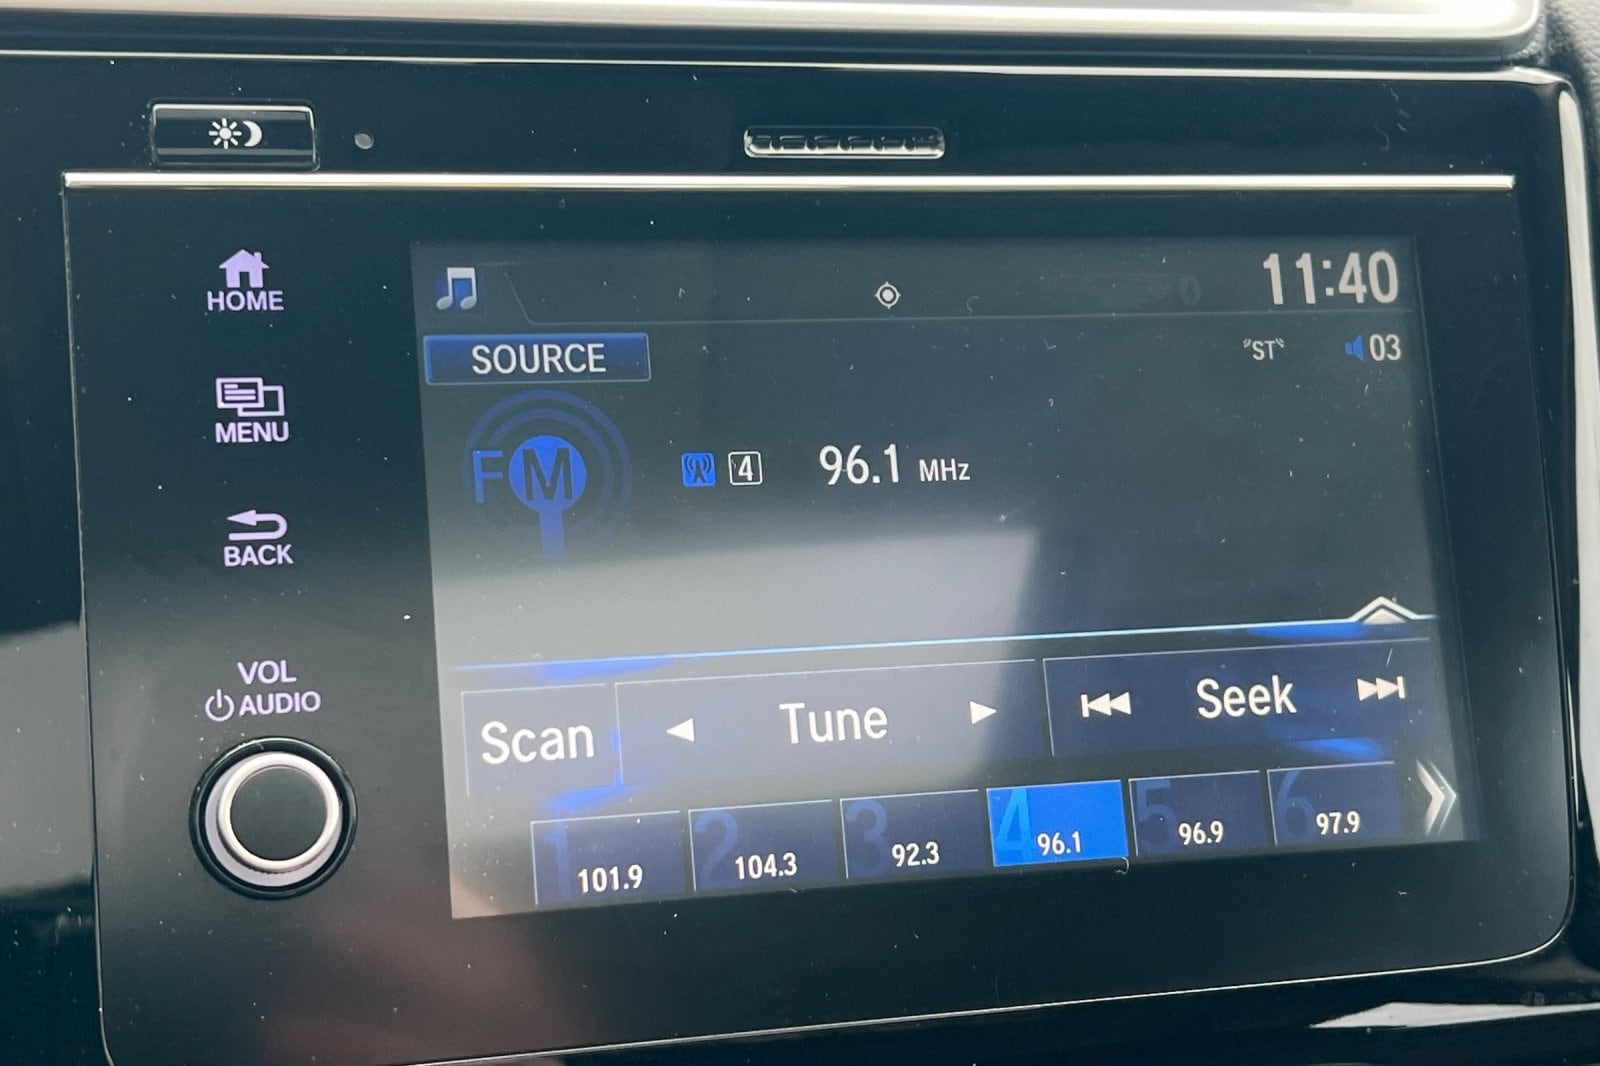 HOME
MENU
BACK
VOL
AUDIO
11:40
SOURCE
"ST"
03
FM
4
96.1 MHz
Scan
Tune
Seek
1 101.9
2 104.3
3 92.3
4 96.1
5 96.9
6 97.9